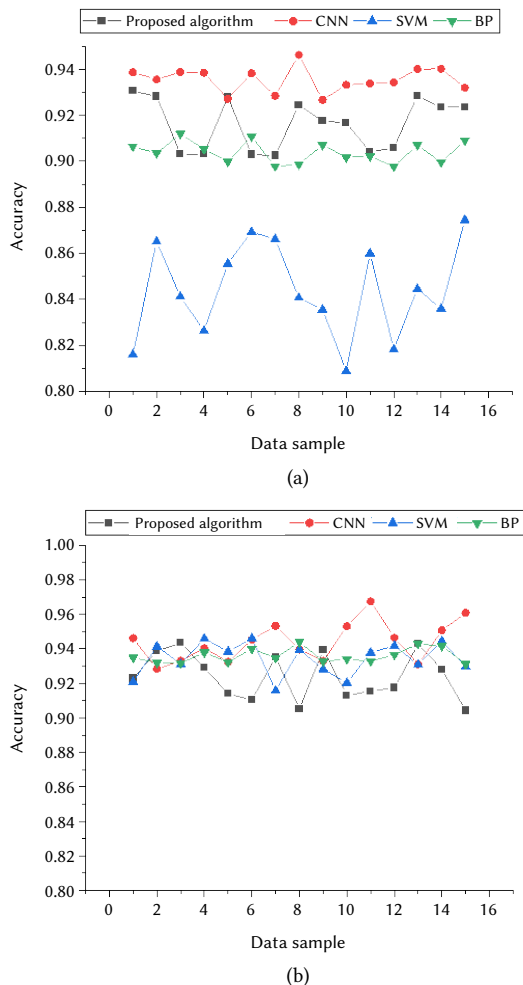 Proposed algorithm CNN SVM BP
0.94
0.92
0.90
0.88
0.86
0.84
0.82
0.80
Accuracy
0 2 4 6 8 10 12 14 16
Data sample
(a)
Proposed algorithm CNN SVM BP
1.00
0.98
0.96
0.94
0.92
0.90
0.88
0.86
0.84
0.82
0.80
Accuracy
0 2 4 6 8 10 12 14 16
Data sample
(b)